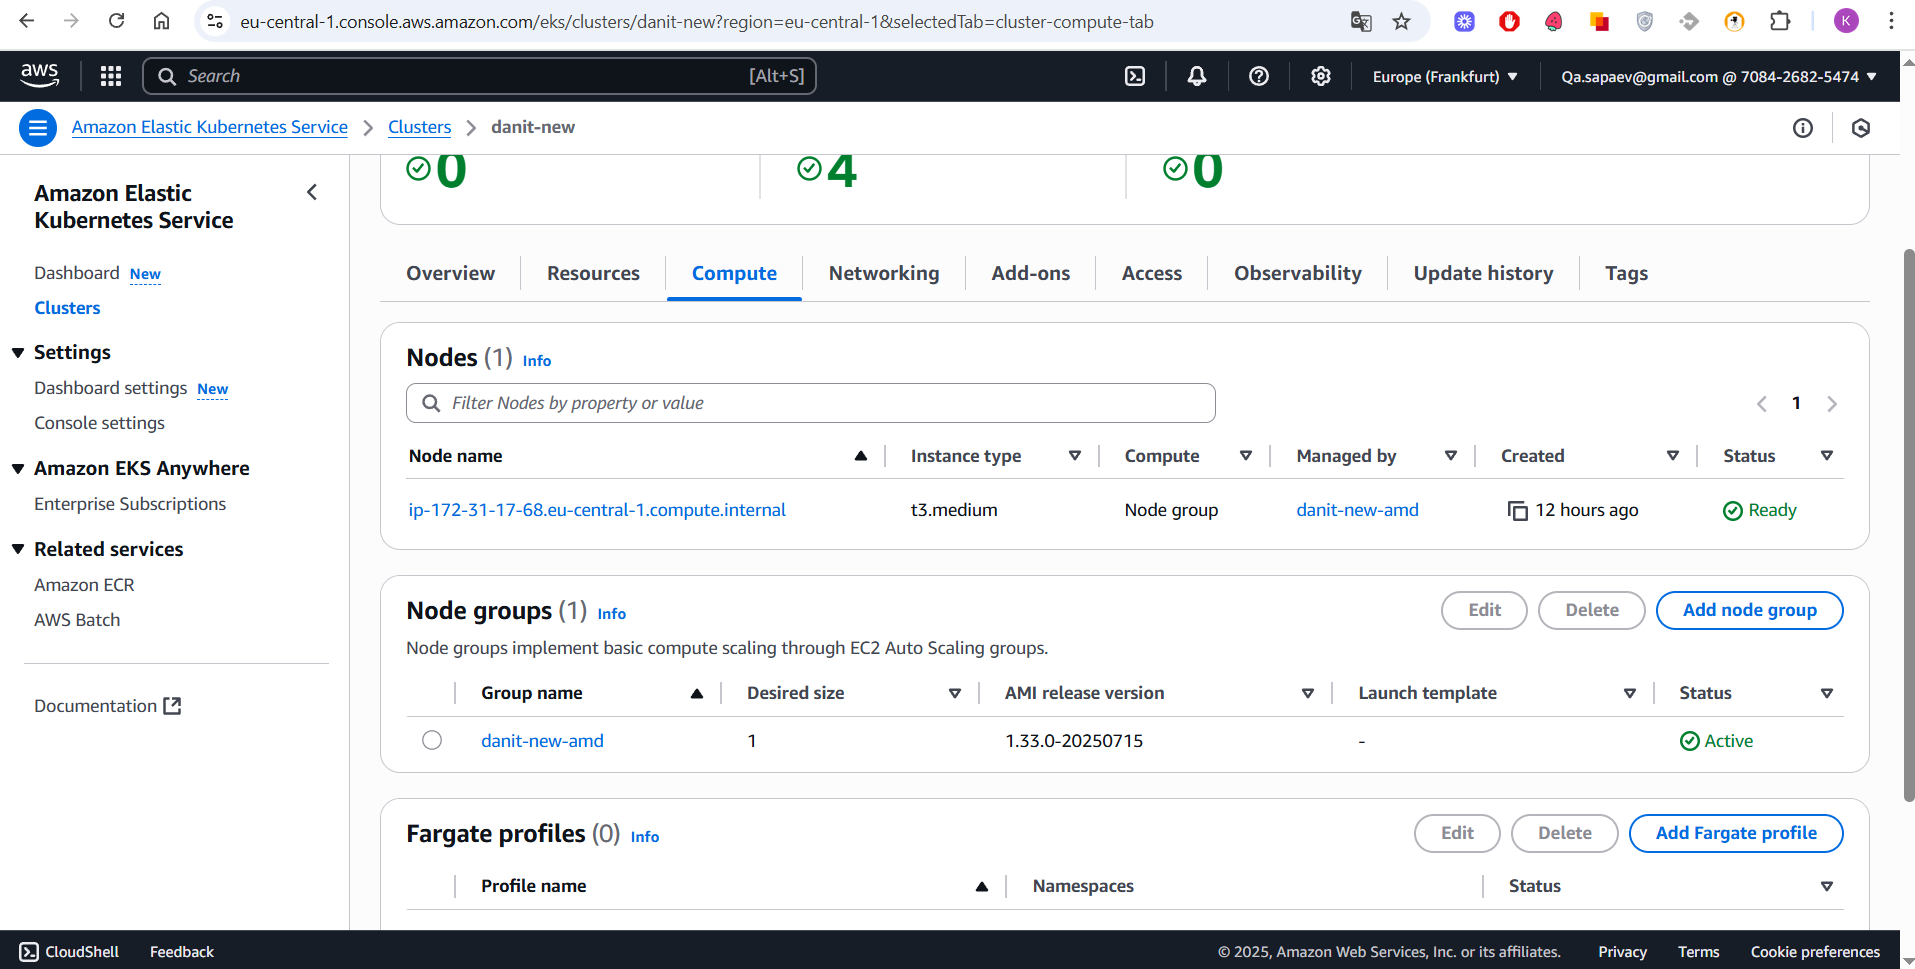 eu-central-1.console.aws.amazon.com/eks/clusters/danit-new?region=eu-central-1&selectedTab=cluster-compute-tab
K
aws
Search [Alt+S]
Europe (Frankfurt) ▼
Qa.sapaev@gmail.com @ 7084-2682-5474 ▼
Amazon Elastic Kubernetes Service > Clusters > danit-new
Amazon Elastic
Kubernetes Service
Dashboard New
Clusters
Settings
Dashboard settings New
Console settings
Amazon EKS Anywhere
Enterprise Subscriptions
Related services
Amazon ECR
AWS Batch
Documentation
0 4 0
Overview Resources Compute Networking Add-ons Access Observability Update history Tags
Nodes (1) Info
Filter Nodes by property or value
1
Node name Instance type Compute Managed by Created Status
ip-172-31-17-68.eu-central-1.compute.internal t3.medium Node group danit-new-amd 12 hours ago Ready
Node groups (1) Info
Edit Delete Add node group
Node groups implement basic compute scaling through EC2 Auto Scaling groups.
Group name Desired size AMI release version Launch template Status
danit-new-amd 1 1.33.0-20250715 - Active
Fargate profiles (0) Info
Edit Delete Add Fargate profile
Profile name Namespaces Status
CloudShell Feedback © 2025, Amazon Web Services, Inc. or its affiliates. Privacy Terms Cookie preferences